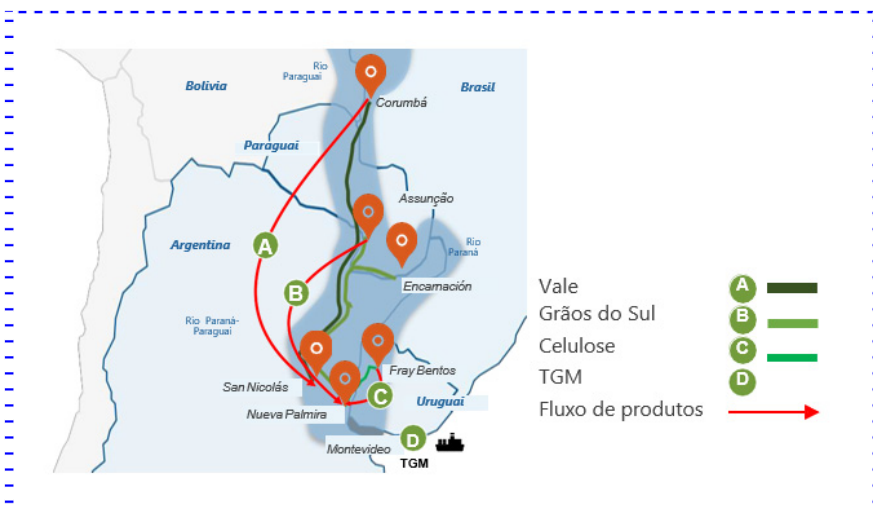 Rio
Paraguai
Bolivia
Brasil
Corumbá
Paraguai
Assunção
A
Argentina
Rio
Paraná
B
Encarnación
Rio Paraná-
Paraguai
Fray Bentos
San Nicolás
C
Uruguai
Nueva Palmira
D
Montevideo
TGM
Vale A
Grãos do Sul B
Celulose C
TGM D
Fluxo de produtos